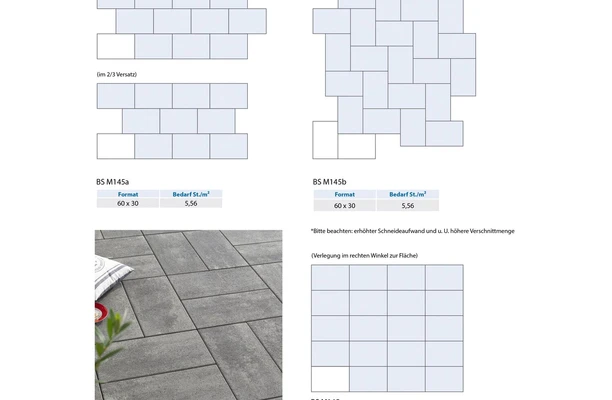 (im 2/3 Versatz)
BS M145a
Format Bedarf St./m²
60 x 30 5,56
BS M145b
Format Bedarf St./m²
60 x 30 5,56
*Bitte beachten: erhöhter Schneideaufwand und u. U. höhere Verschnittmenge
(Verlegung im rechten Winkel zur Fläche)